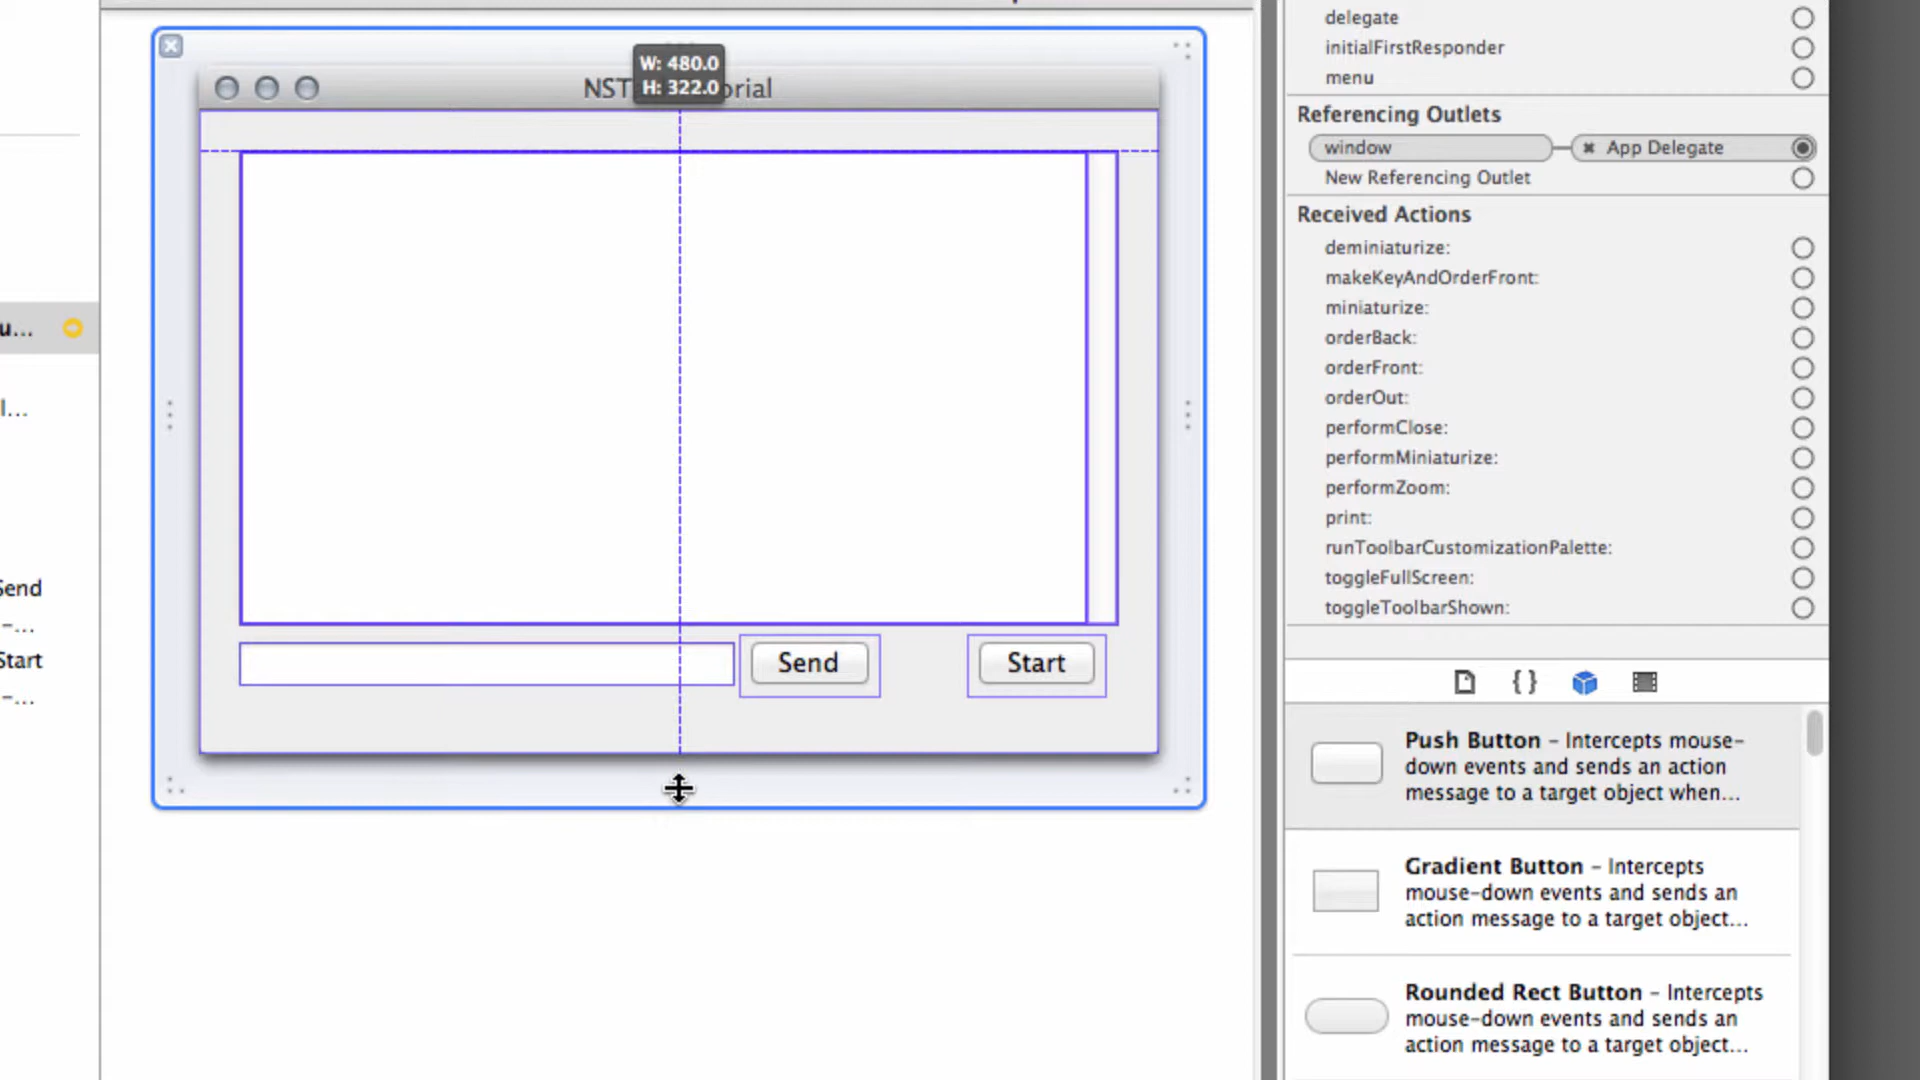 W: 480.0
H: 322.0
NST orial
Send
Start
u...
l...
Send
-...
Start
-...
delegate
initialFirstResponder
menu
Referencing Outlets
window
App Delegate
New Referencing Outlet
Received Actions
deminiaturize:
makeKeyAndOrderFront:
miniaturize:
orderBack:
orderFront:
orderOut:
performClose:
performMiniaturize:
performZoom:
print:
runToolbarCustomizationPalette:
toggleFullScreen:
toggleToolbarShown:
{ }
Push Button – Intercepts mouse-
down events and sends an action
message to a target object when...
Gradient Button – Intercepts
mouse-down events and sends an
action message to a target object...
Rounded Rect Button – Intercepts
mouse-down events and sends an
action message to a target object...